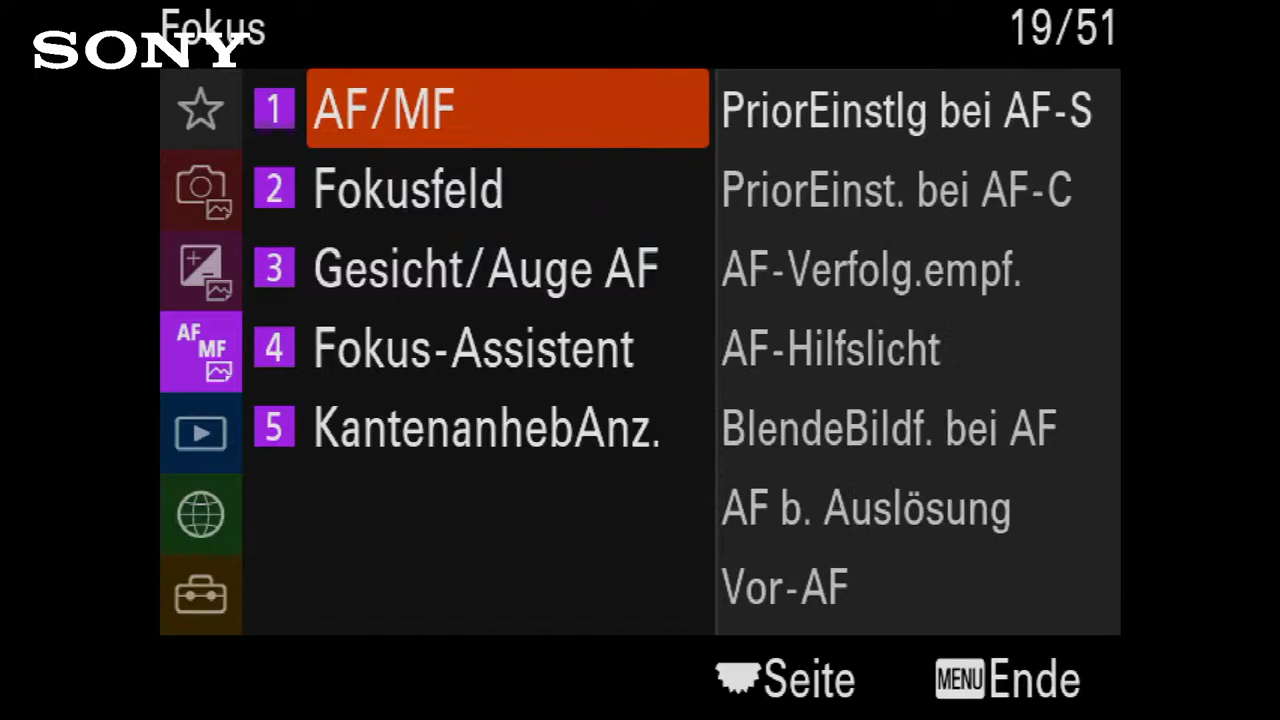 Fokus 19/51
SONY
1 AF/MF
2 Fokusfeld
3 Gesicht/Auge AF
4 Fokus-Assistent
5 KantenanhebAnz.
AF MF
PriorEinstlg bei AF-S
PriorEinst. bei AF-C
AF-Verfolg.empf.
AF-Hilfslicht
BlendeBildf. bei AF
AF b. Auslösung
Vor-AF
Seite MENU Ende